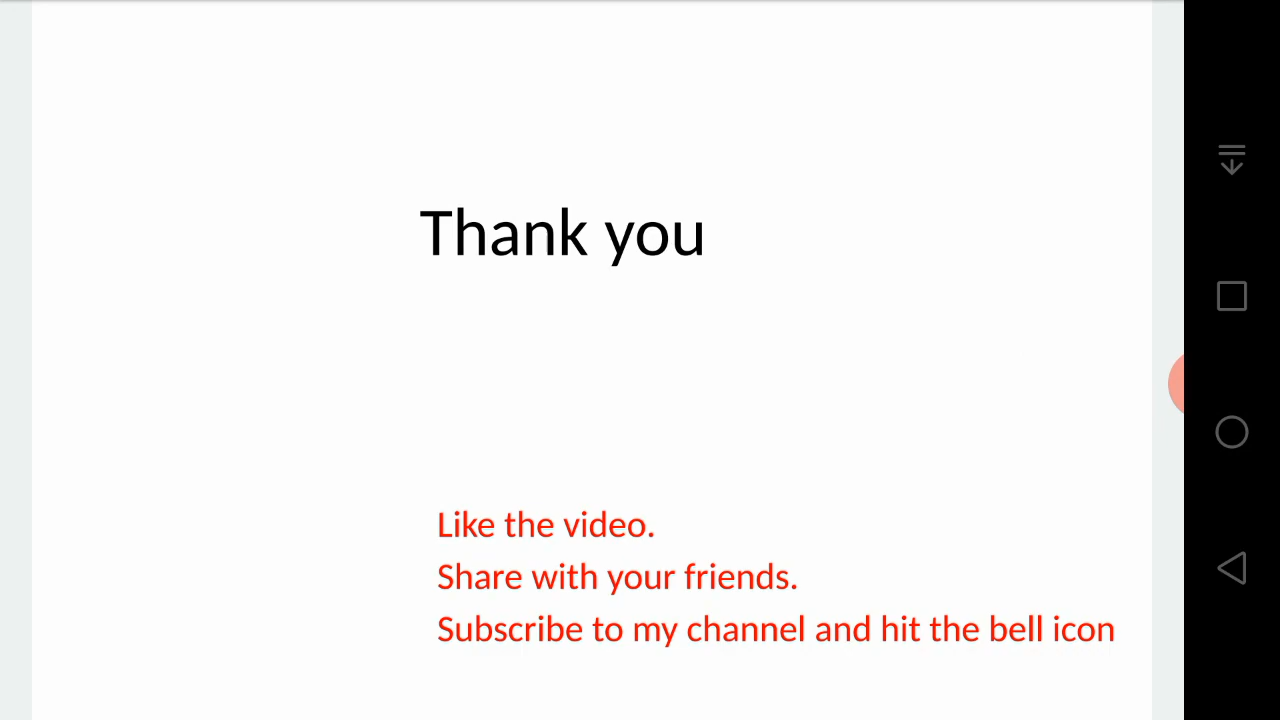 Thank you
Like the video.
Share with your friends.
Subscribe to my channel and hit the bell icon